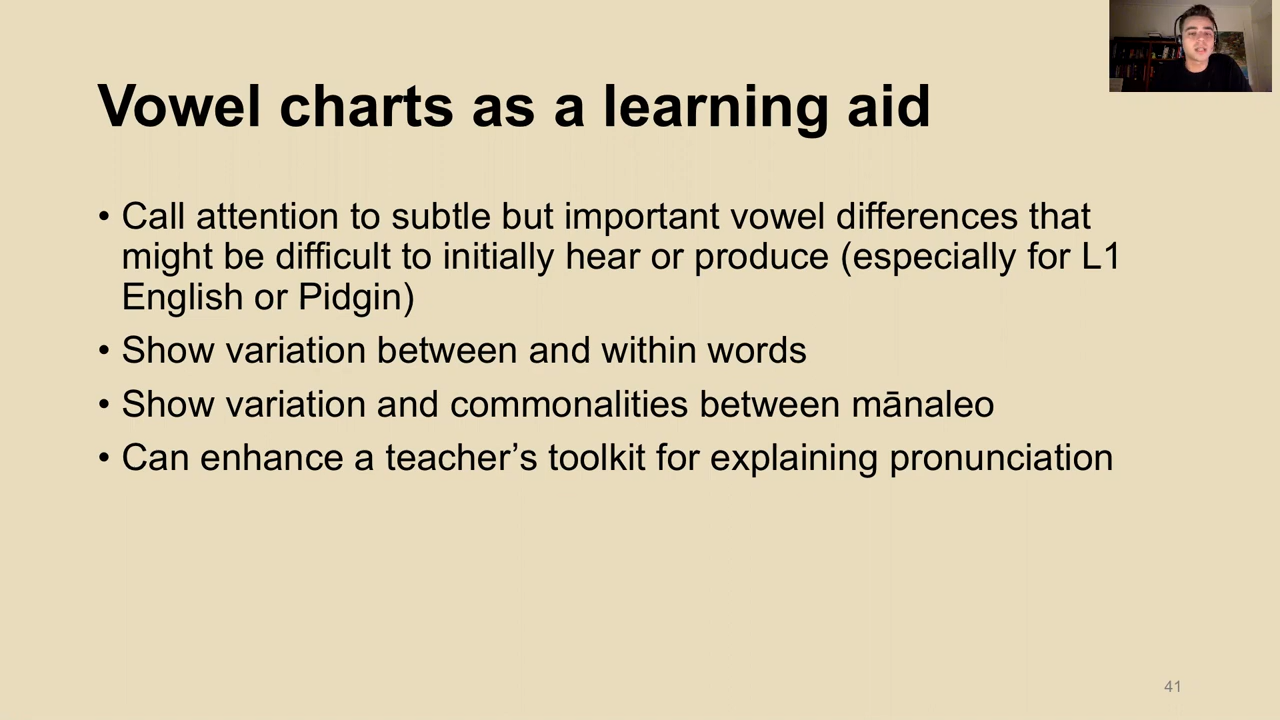 Vowel charts as a learning aid
• Call attention to subtle but important vowel differences that
might be difficult to initially hear or produce (especially for L1
English or Pidgin)
• Show variation between and within words
• Show variation and commonalities between mānaleo
• Can enhance a teacher’s toolkit for explaining pronunciation
41